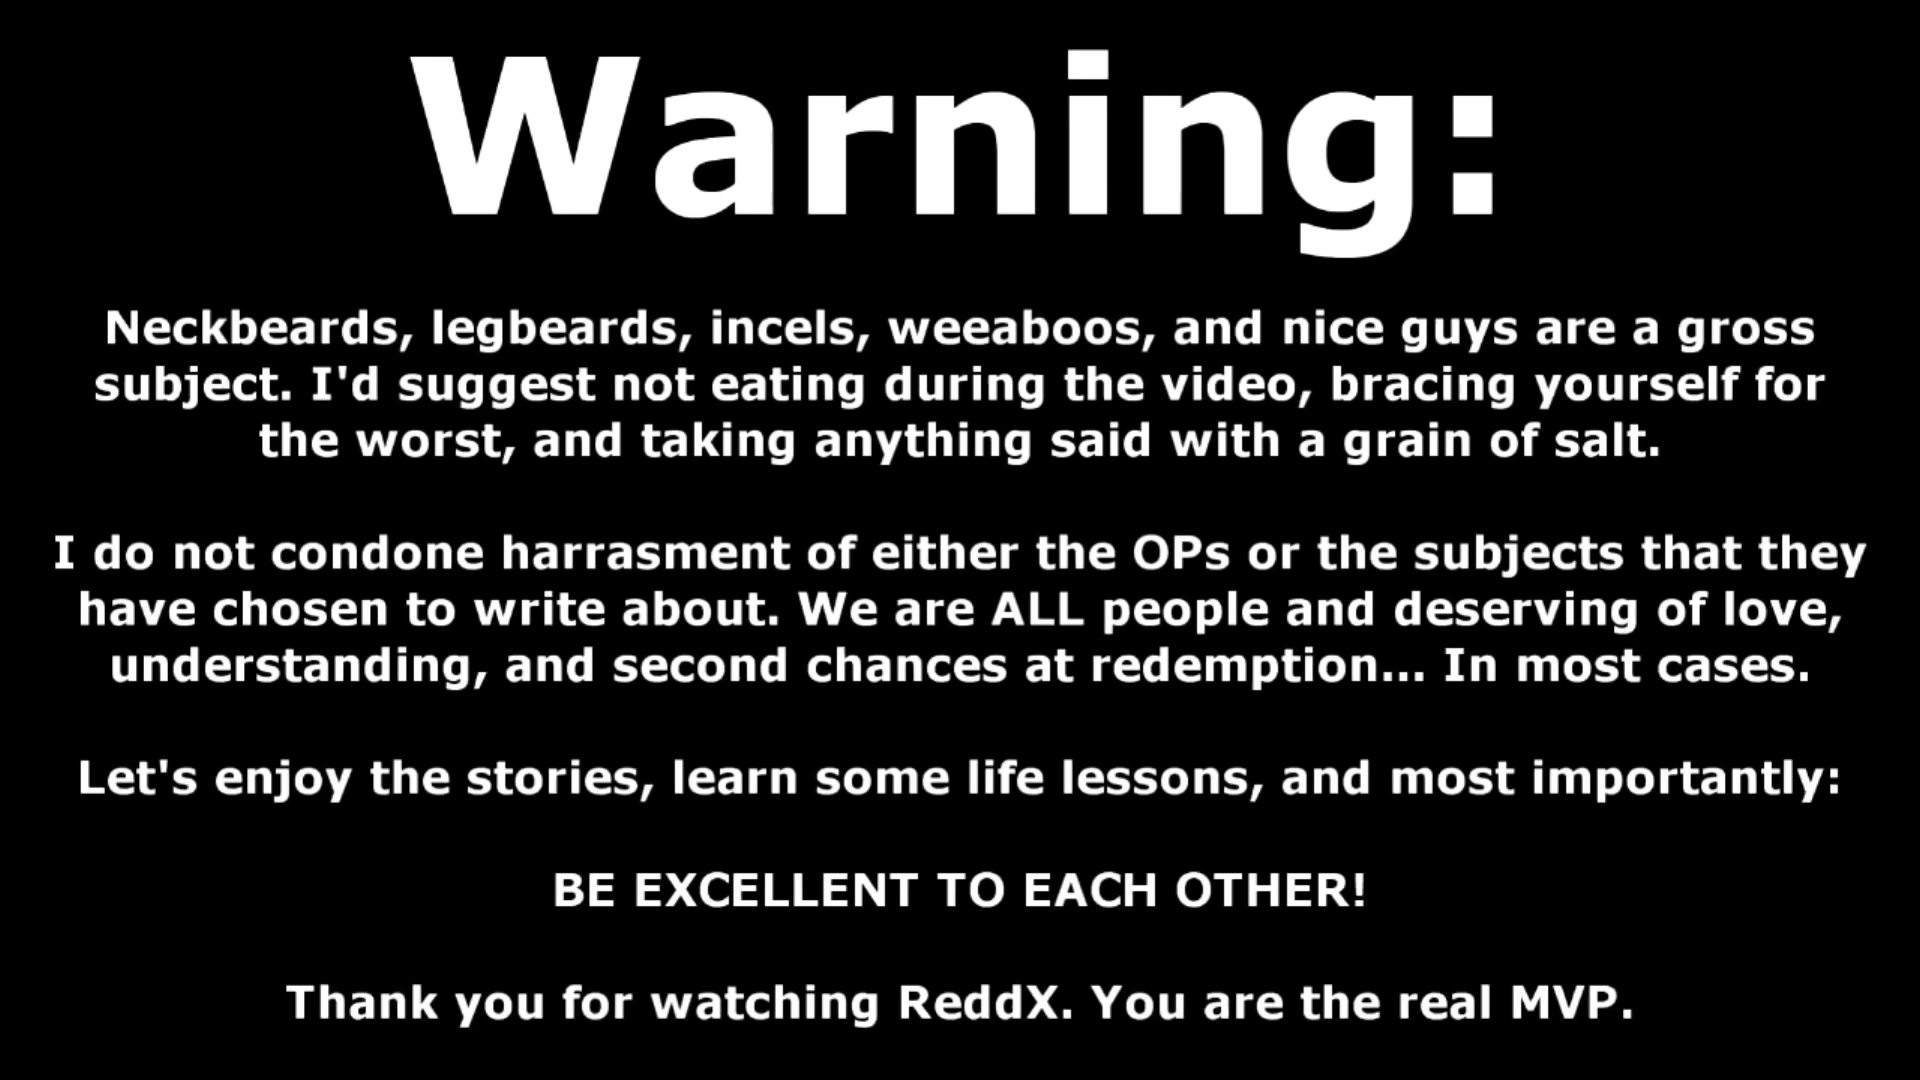 Warning:
Neckbeards, legbeards, incels, weeaboos, and nice guys are a gross
subject. I'd suggest not eating during the video, bracing yourself for
the worst, and taking anything said with a grain of salt.
I do not condone harrasment of either the OPs or the subjects that they
have chosen to write about. We are ALL people and deserving of love,
understanding, and second chances at redemption... In most cases.
Let's enjoy the stories, learn some life lessons, and most importantly:
BE EXCELLENT TO EACH OTHER!
Thank you for watching ReddX. You are the real MVP.